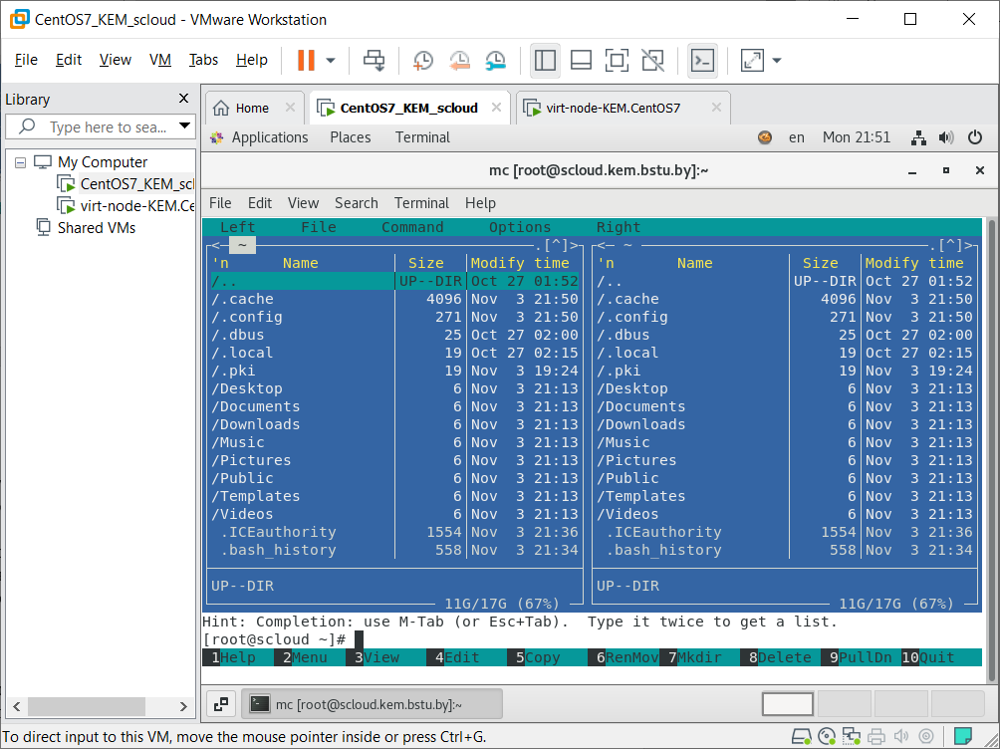 CentOS7_KEM_scloud - VMware Workstation
File Edit View VM Tabs Help
Library
Type here to sea...
My Computer
CentOS7_KEM_scl
virt-node-KEM.Ce
Shared VMs
Home CentOS7_KEM_scloud virt-node-KEM.CentOS7
Applications Places Terminal en Mon 21:51
mc [root@scloud.kem.bstu.by]:~
File Edit View Search Terminal Help
Left File Command Options Right
<─ ~ .[^]> <─ ~ .[^]>
'n Name Size Modify time 'n Name Size Modify time
/.. UP--DIR Oct 27 01:52 /.. UP--DIR Oct 27 01:52
/.cache 4096 Nov 3 21:50 /.cache 4096 Nov 3 21:50
/.config 271 Nov 3 21:50 /.config 271 Nov 3 21:50
/.dbus 25 Oct 27 02:00 /.dbus 25 Oct 27 02:00
/.local 19 Oct 27 02:15 /.local 19 Oct 27 02:15
/.pki 19 Nov 3 19:24 /.pki 19 Nov 3 19:24
/Desktop 6 Nov 3 21:13 /Desktop 6 Nov 3 21:13
/Documents 6 Nov 3 21:13 /Documents 6 Nov 3 21:13
/Downloads 6 Nov 3 21:13 /Downloads 6 Nov 3 21:13
/Music 6 Nov 3 21:13 /Music 6 Nov 3 21:13
/Pictures 6 Nov 3 21:13 /Pictures 6 Nov 3 21:13
/Public 6 Nov 3 21:13 /Public 6 Nov 3 21:13
/Templates 6 Nov 3 21:13 /Templates 6 Nov 3 21:13
/Videos 6 Nov 3 21:13 /Videos 6 Nov 3 21:13
.ICEauthority 1554 Nov 3 21:36 .ICEauthority 1554 Nov 3 21:36
.bash_history 558 Nov 3 21:34 .bash_history 558 Nov 3 21:34
UP--DIR UP--DIR
11G/17G (67%) 11G/17G (67%)
Hint: Completion: use M-Tab (or Esc+Tab). Type it twice to get a list.
[root@scloud ~]#
1Help 2Menu 3View 4Edit 5Copy 6RenMov 7Mkdir 8Delete 9PullDn 10Quit
mc [root@scloud.kem.bstu.by]:~
To direct input to this VM, move the mouse pointer inside or press Ctrl+G.